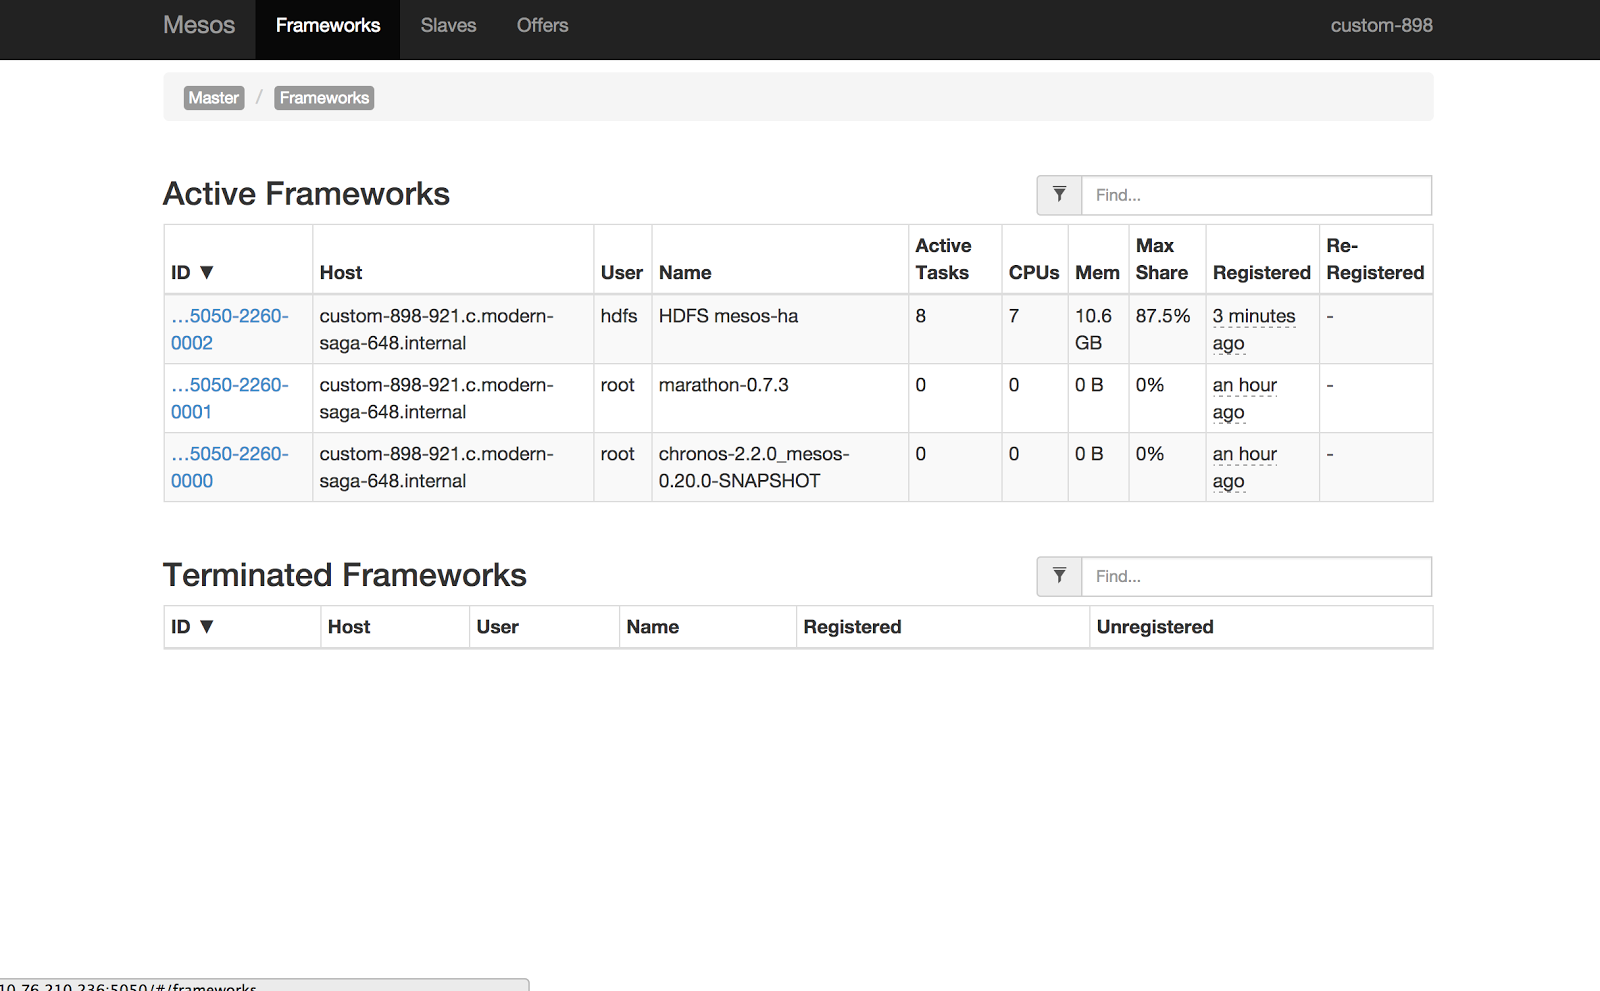 Mesos Frameworks Slaves Offers custom-898
Master / Frameworks
Active Frameworks
Find...
ID ▼ Host User Name Active Tasks CPUs Mem Max Share Registered Re-Registered
…5050-2260-0002 custom-898-921.c.modern-saga-648.internal hdfs HDFS mesos-ha 8 7 10.6 GB 87.5% 3 minutes ago -
…5050-2260-0001 custom-898-921.c.modern-saga-648.internal root marathon-0.7.3 0 0 0 B 0% an hour ago -
…5050-2260-0000 custom-898-921.c.modern-saga-648.internal root chronos-2.2.0_mesos-0.20.0-SNAPSHOT 0 0 0 B 0% an hour ago -
Terminated Frameworks
Find...
ID ▼ Host User Name Registered Unregistered
10.76.210.236:5050/#/frameworks